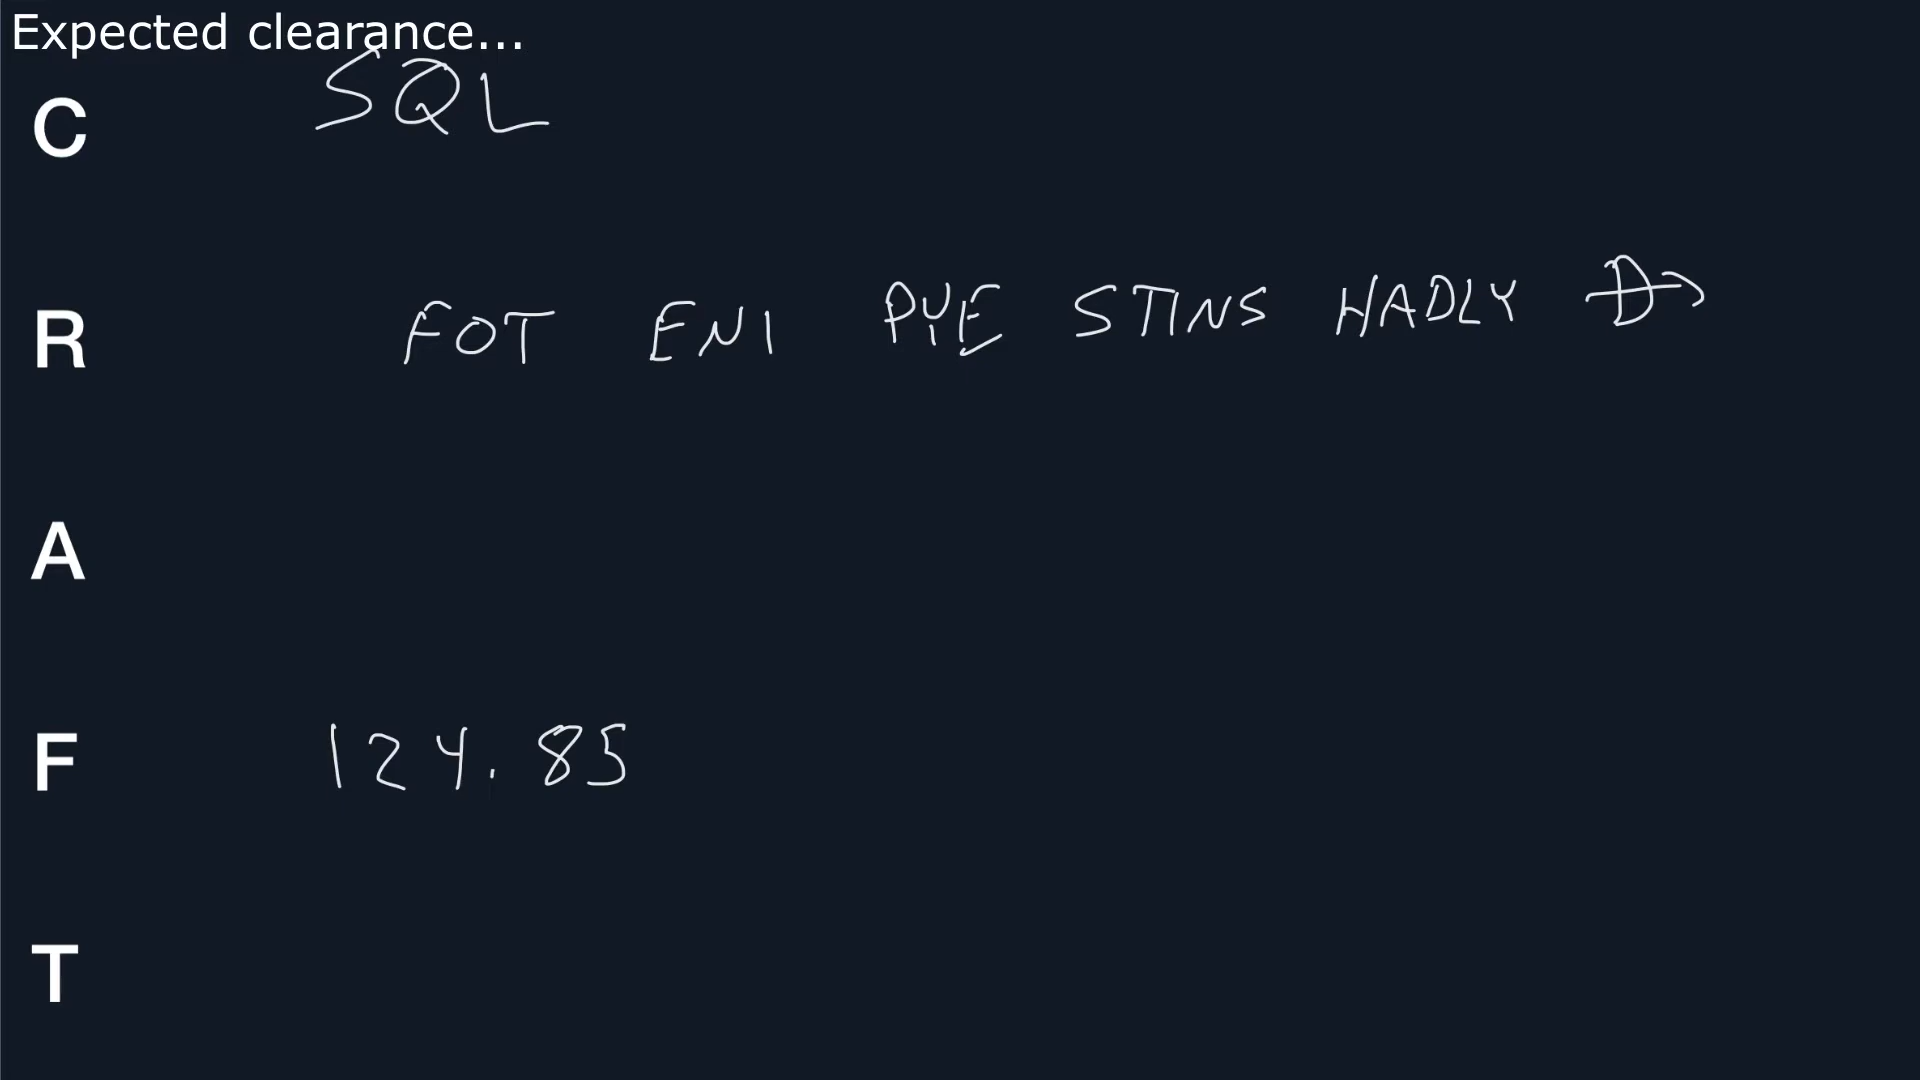 Expected clearance...
C SQL
R FOT ENI PYE STINS HADLY D→
A
F 124.85
T